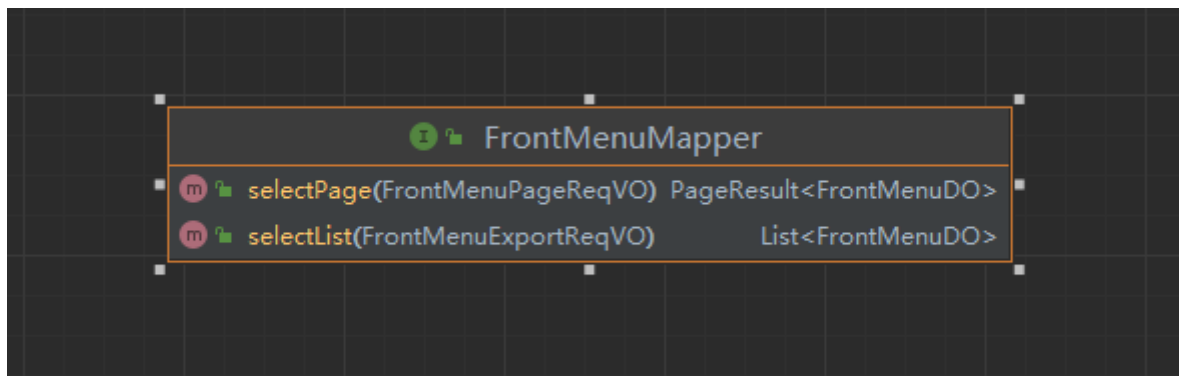 I FrontMenuMapper
m selectPage(FrontMenuPageReqVO) PageResult<FrontMenuDO>
m selectList(FrontMenuExportReqVO) List<FrontMenuDO>